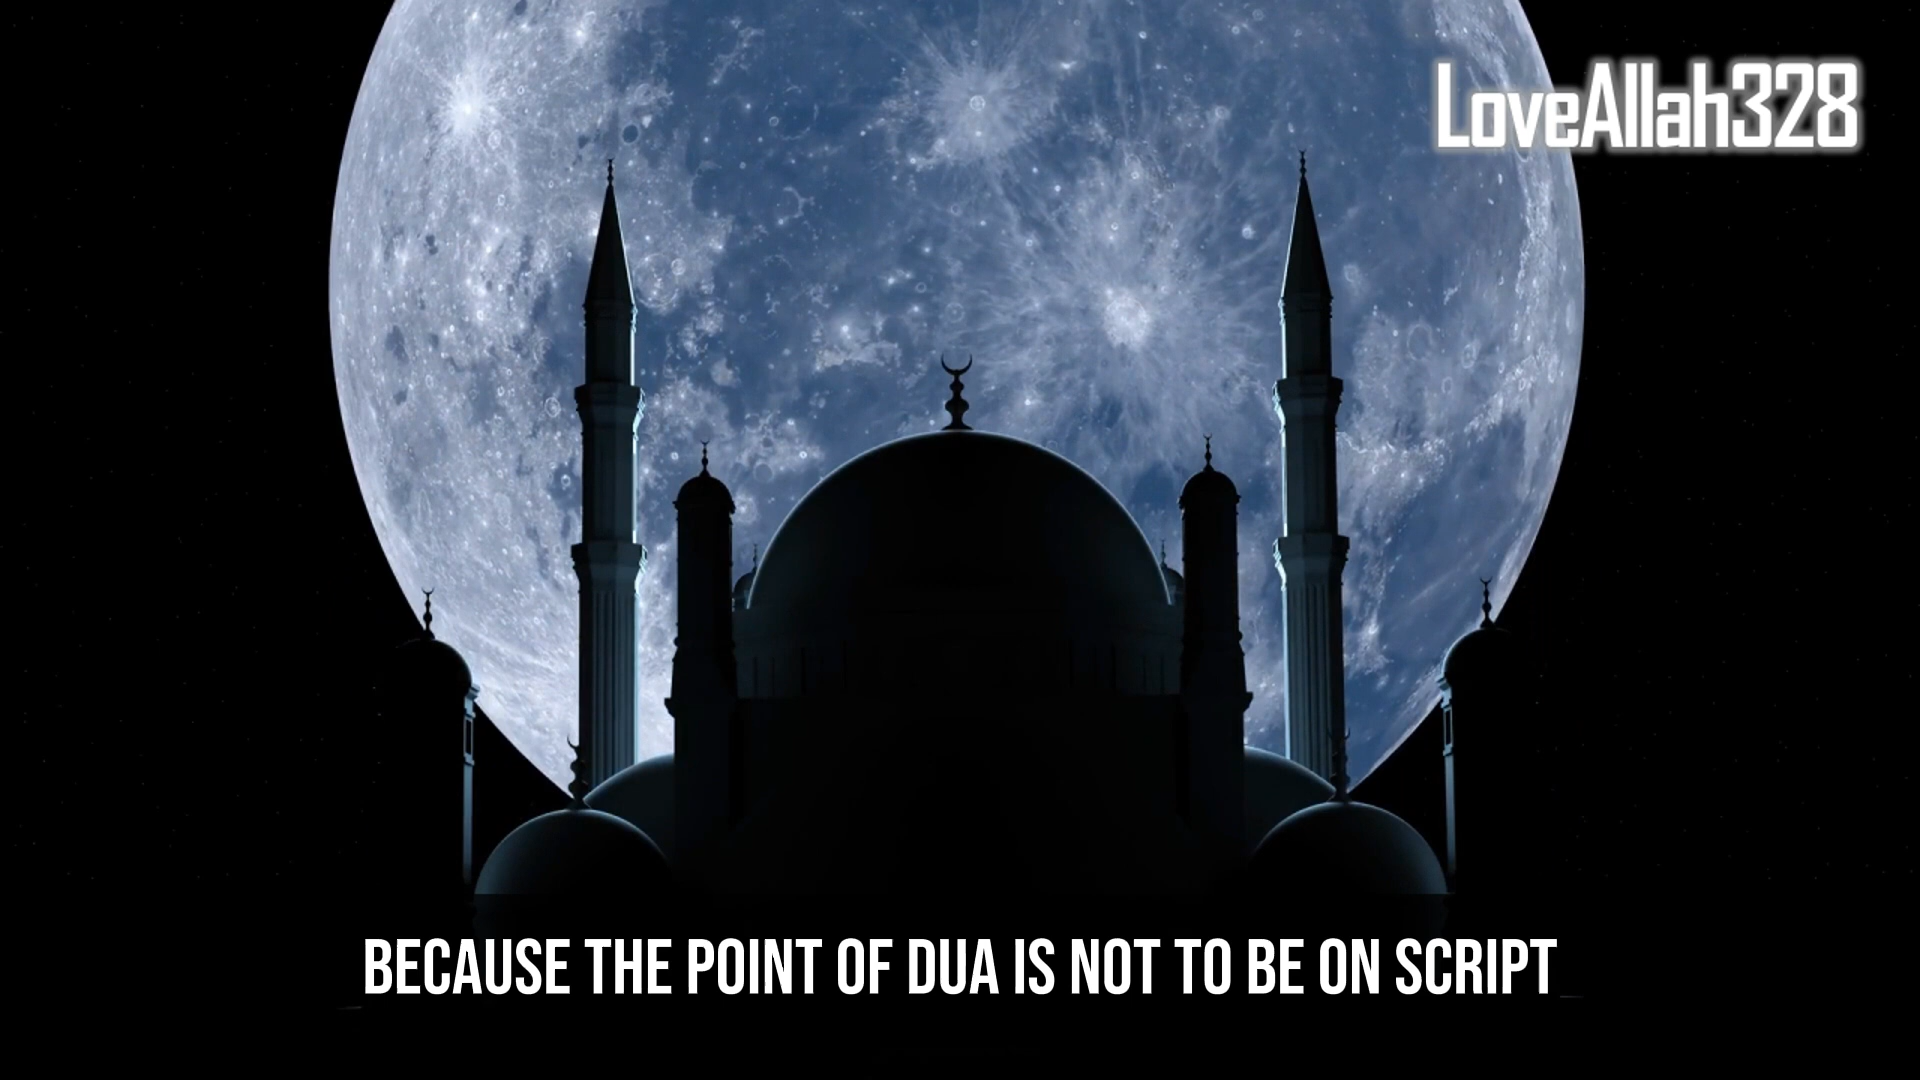 LoveAllah328
BECAUSE THE POINT OF DUA IS NOT TO BE ON SCRIPT